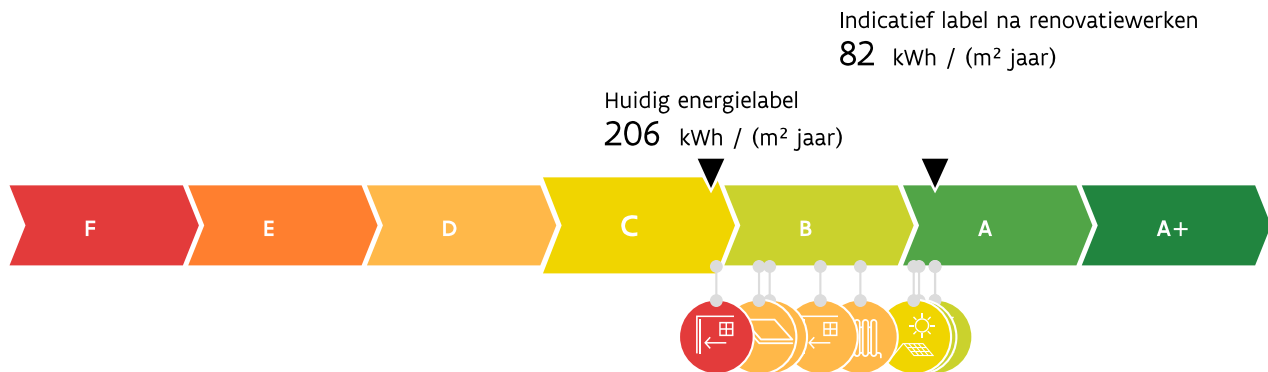 Indicatief label na renovatiewerken
82 kWh / (m² jaar)
Huidig energielabel
206 kWh / (m² jaar)
F E D C B A A+